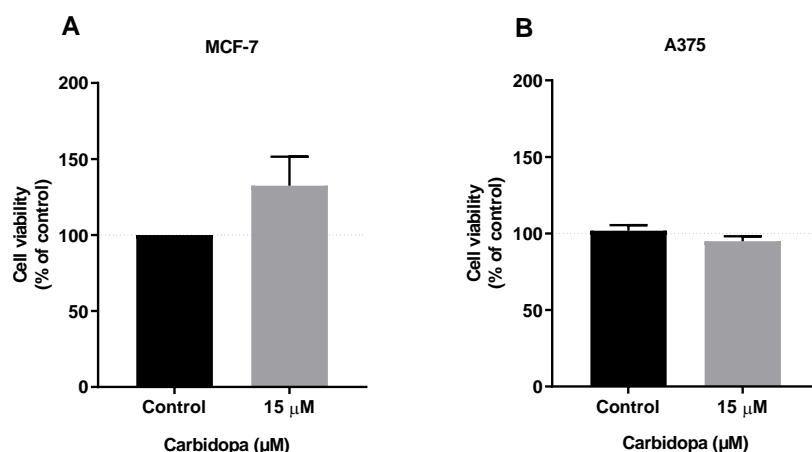 A
MCF-7
Cell viability
(% of control)
200
150
100
50
0
Control
15 μM
Carbidopa (µM)
B
A375
Cell viability
(% of control)
200
150
100
50
0
Control
15 μM
Carbidopa (µM)